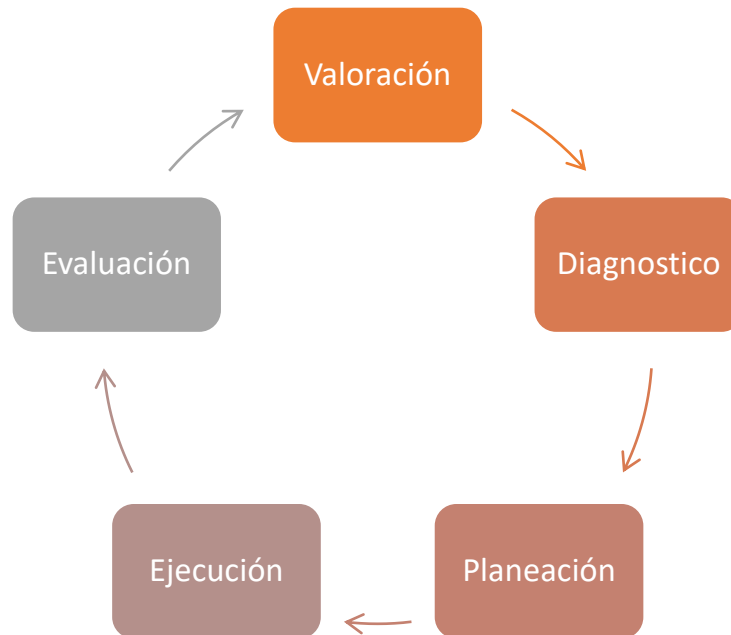 Valoración
Diagnostico
Planeación
Ejecución
Evaluación